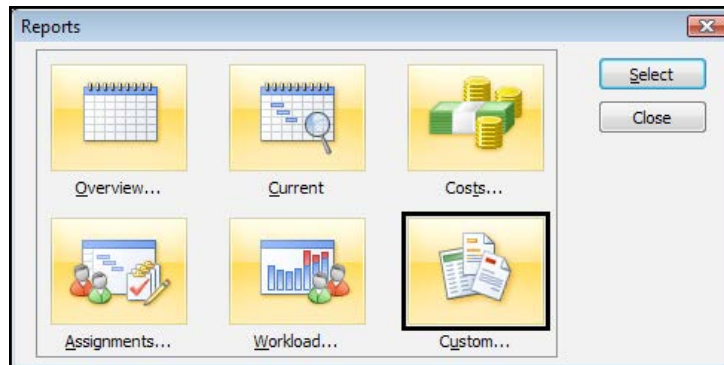 Reports
Select
Close
Overview...
Current
Costs...
Assignments...
Workload...
Custom...